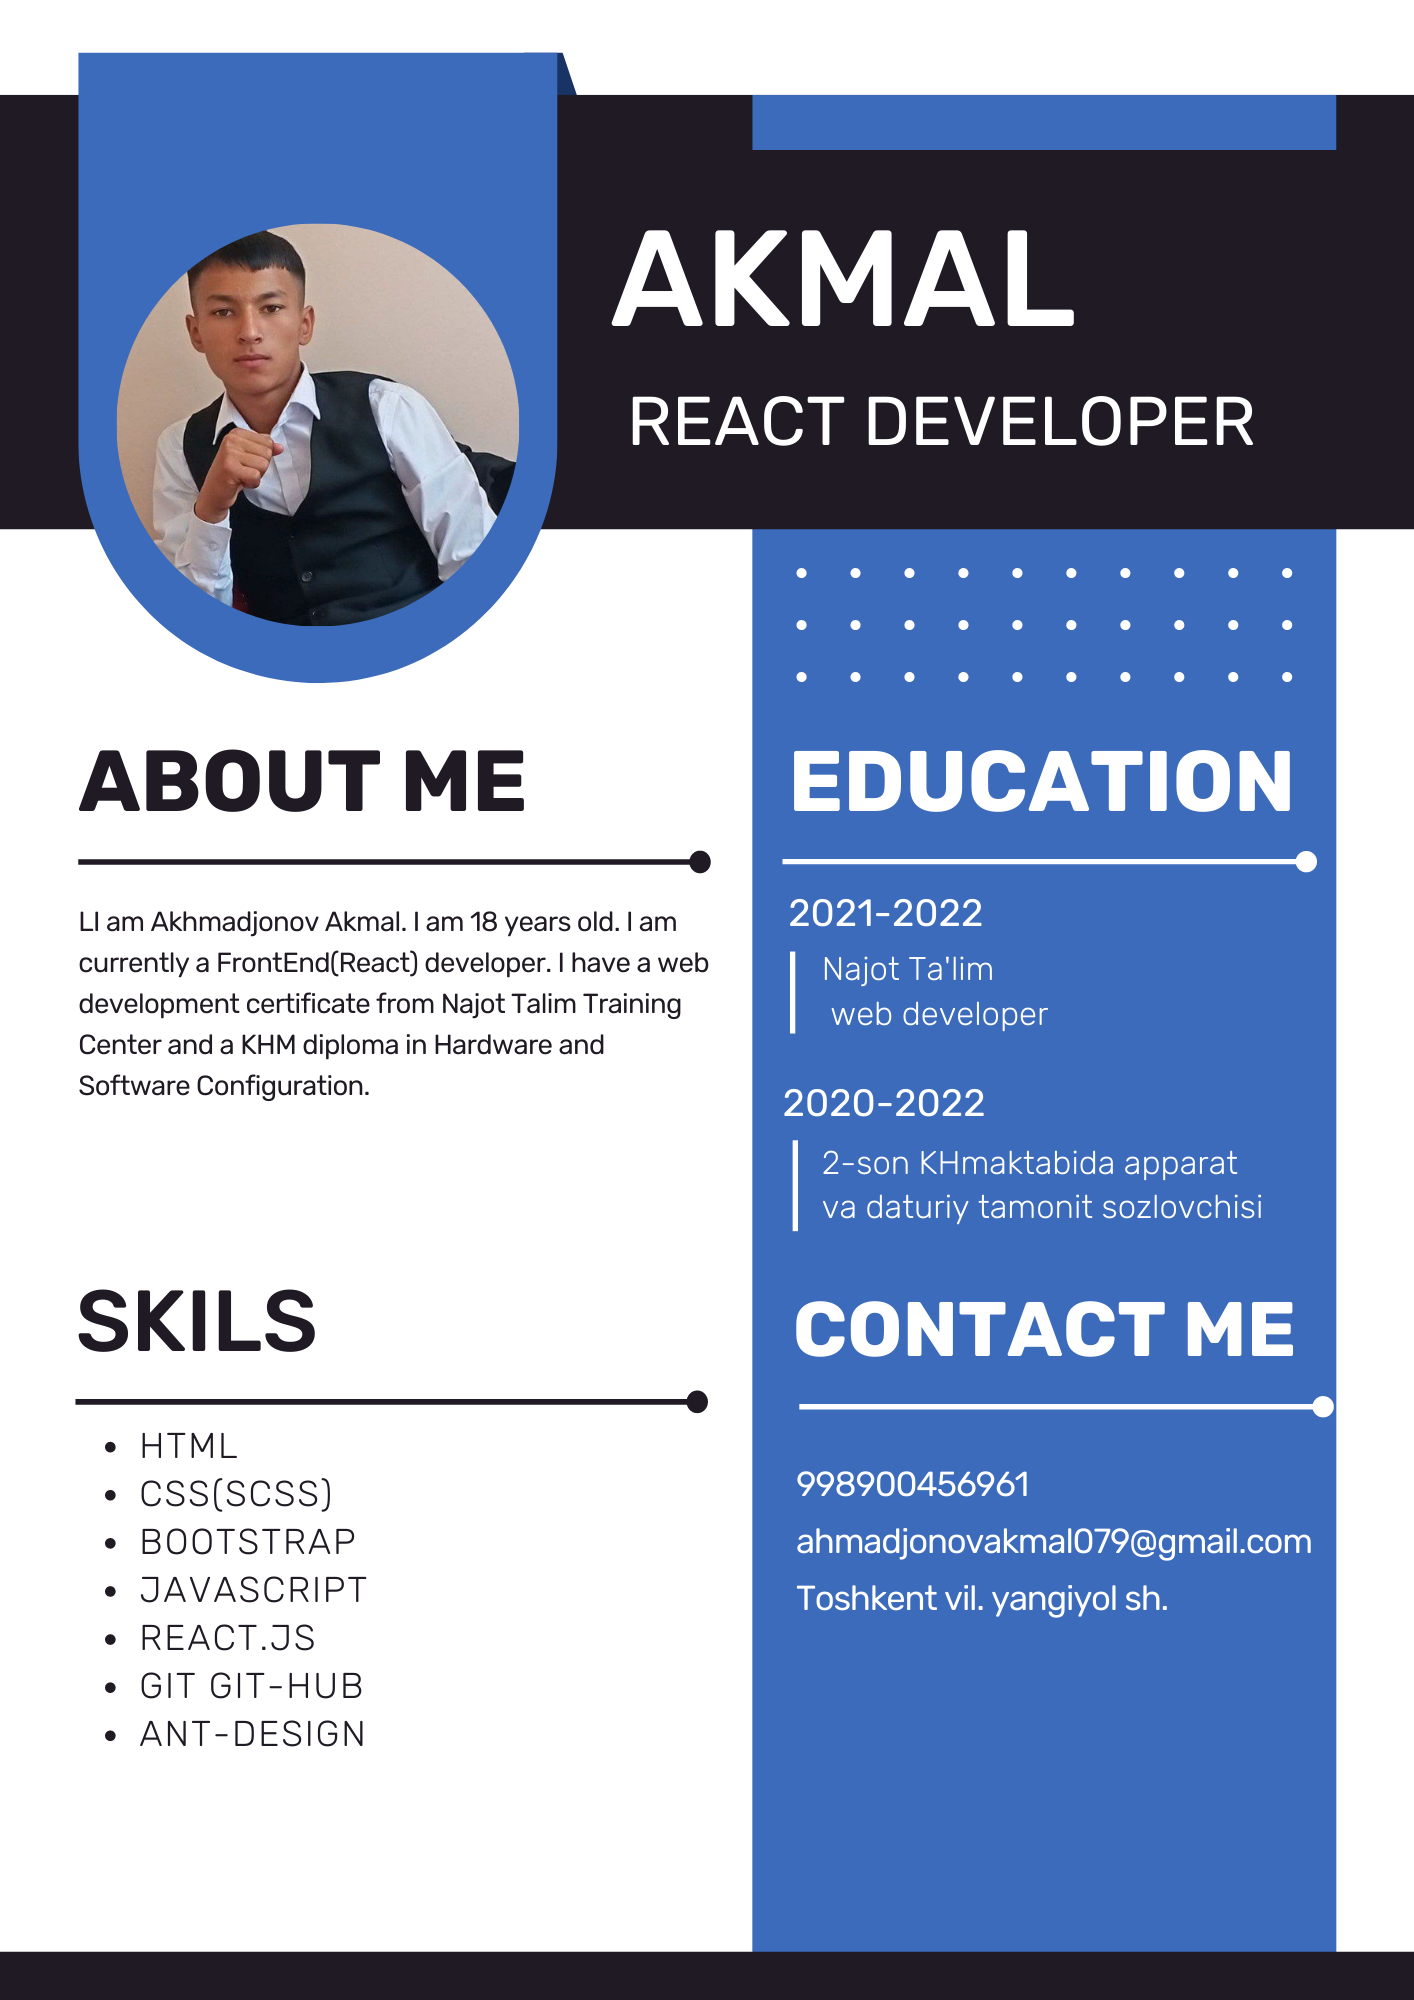 AKMAL
REACT DEVELOPER
ABOUT ME
LI am Akhmadjonov Akmal. I am 18 years old. I am
currently a FrontEnd(React) developer. I have a web
development certificate from Najot Talim Training
Center and a KHM diploma in Hardware and
Software Configuration.
SKILS
• HTML
• CSS(SCSS)
• BOOTSTRAP
• JAVASCRIPT
• REACT.JS
• GIT GIT-HUB
• ANT-DESIGN
EDUCATION
2021-2022
Najot Ta'lim
web developer
2020-2022
2-son KHmaktabida apparat
va daturiy tamonit sozlovchisi
CONTACT ME
998900456961
ahmadjonovakmal079@gmail.com
Toshkent vil. yangiyol sh.